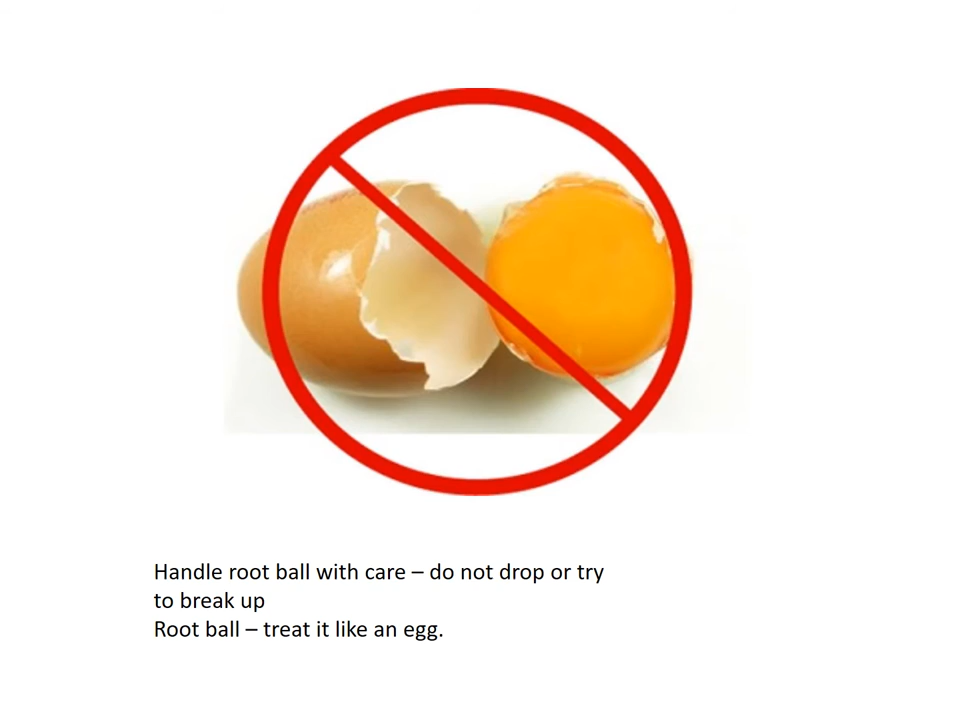 Handle root ball with care – do not drop or try
to break up
Root ball – treat it like an egg.